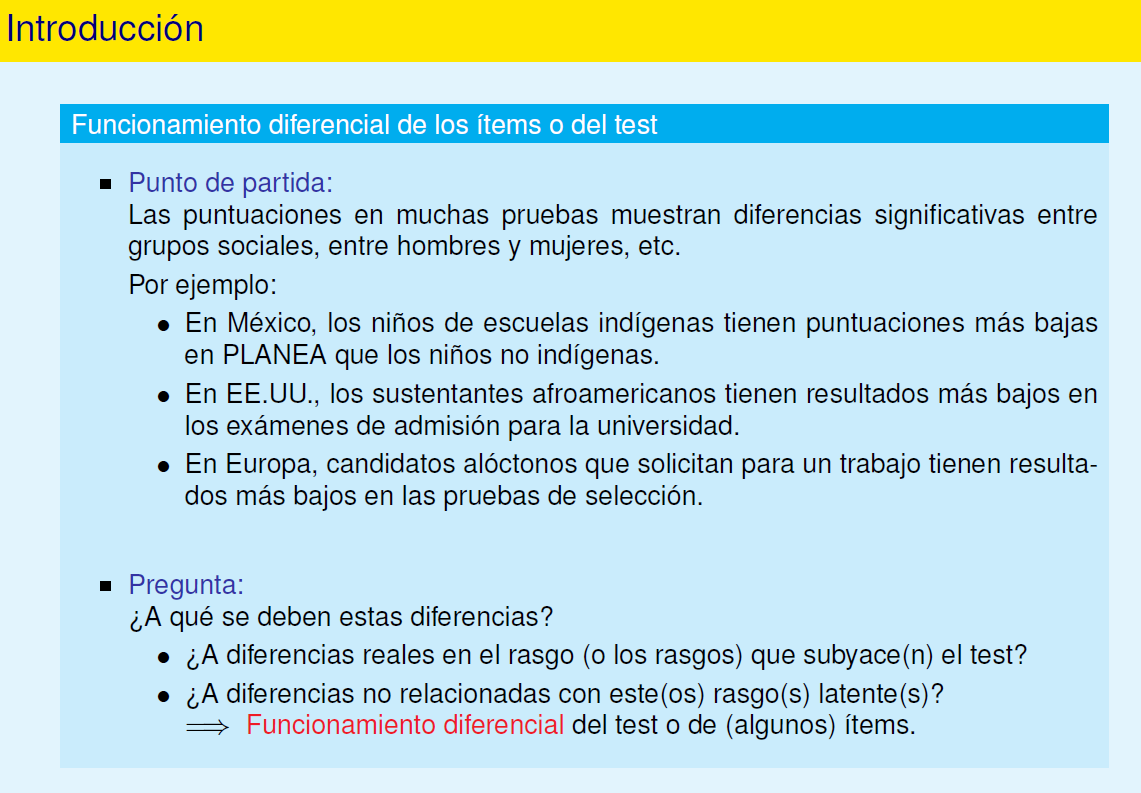 Introducción
Funcionamiento diferencial de los ítems o del test
Punto de partida:
Las puntuaciones en muchas pruebas muestran diferencias significativas entre
grupos sociales, entre hombres y mujeres, etc.
Por ejemplo:
• En México, los niños de escuelas indígenas tienen puntuaciones más bajas
en PLANEA que los niños no indígenas.
• En EE.UU., los sustentantes afroamericanos tienen resultados más bajos en
los exámenes de admisión para la universidad.
• En Europa, candidatos alóctonos que solicitan para un trabajo tienen resulta-
dos más bajos en las pruebas de selección.
Pregunta:
¿A qué se deben estas diferencias?
• ¿A diferencias reales en el rasgo (o los rasgos) que subyace(n) el test?
• ¿A diferencias no relacionadas con este(os) rasgo(s) latente(s)?
⟹ Funcionamiento diferencial del test o de (algunos) ítems.